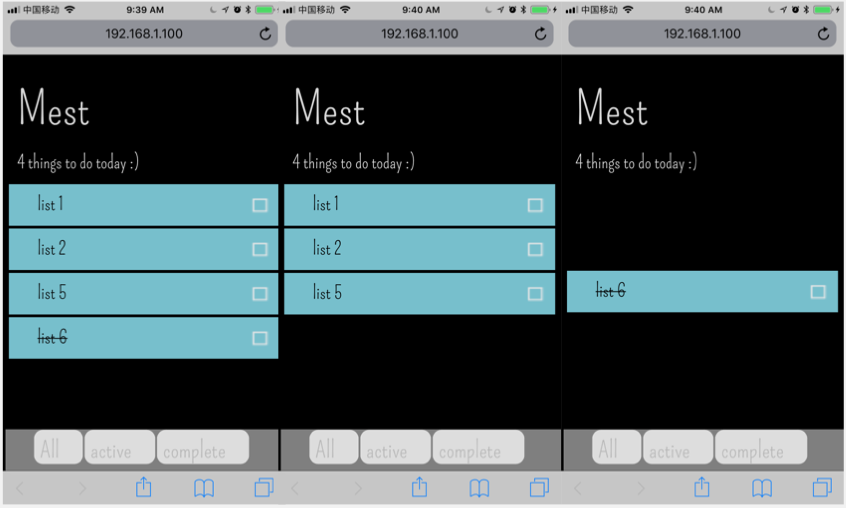 中国移动 9:39 AM
192.168.1.100
Mest
4 things to do today :)
list 1
list 2
list 5
list 6
All active complete
中国移动 9:40 AM
192.168.1.100
Mest
4 things to do today :)
list 1
list 2
list 5
All active complete
中国移动 9:40 AM
192.168.1.100
Mest
4 things to do today :)
list 6
All active complete